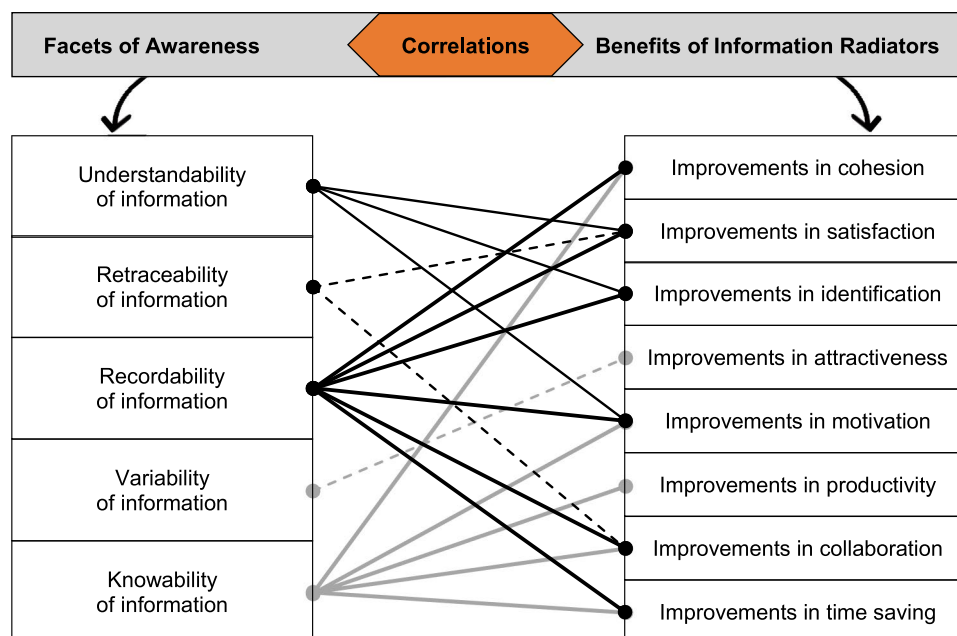 Facets of Awareness
Correlations
Benefits of Information Radiators
Understandability
of information
Retraceability
of information
Recordability
of information
Variability
of information
Knowability
of information
Improvements in cohesion
Improvements in satisfaction
Improvements in identification
Improvements in attractiveness
Improvements in motivation
Improvements in productivity
Improvements in collaboration
Improvements in time saving